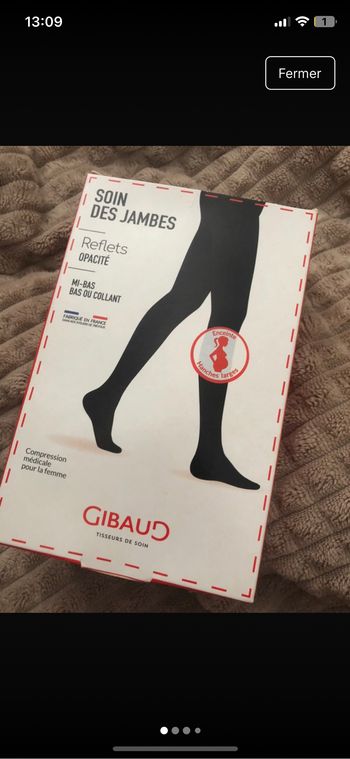 13:09
1
Fermer
SOIN
DES JAMBES
Reflets
OPACITÉ
MI-BAS
BAS OU COLLANT
FABRIQUÉ EN FRANCE
Enceinte
Hanches larges
Compression
médicale
pour la femme
GIBAUD
TISSEURS DE SOIN